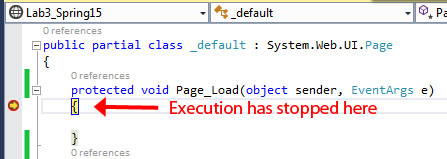 Lab3_Spring15 _default
0 references
public partial class _default : System.Web.UI.Page
{
0 references
protected void Page_Load(object sender, EventArgs e)
{ Execution has stopped here
}
0 references